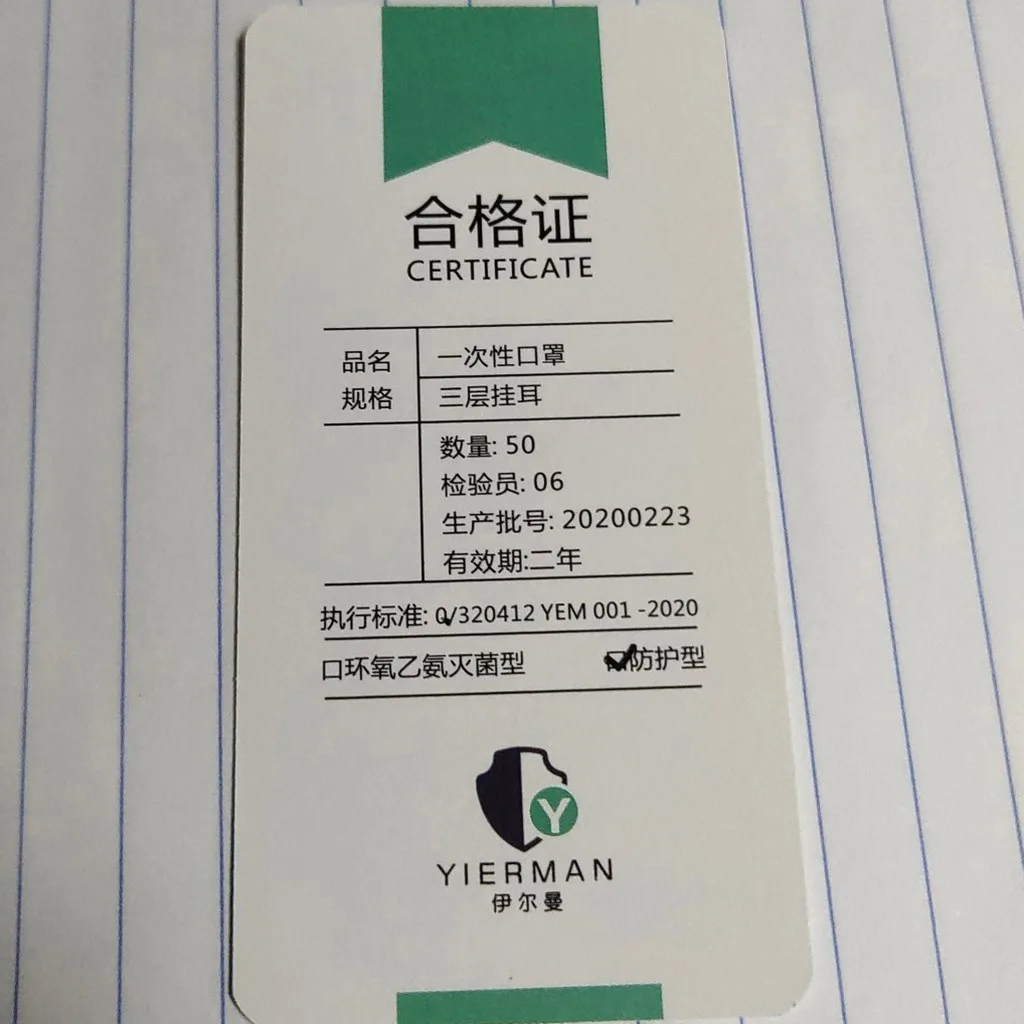 合格证
CERTIFICATE
品名 一次性口罩
规格 三层挂耳
数量: 50
检验员: 06
生产批号: 20200223
有效期:二年
执行标准: Q/320412 YEM 001 -2020
口环氧乙氨灭菌型 口防护型
Y
YIERMAN
伊尔曼